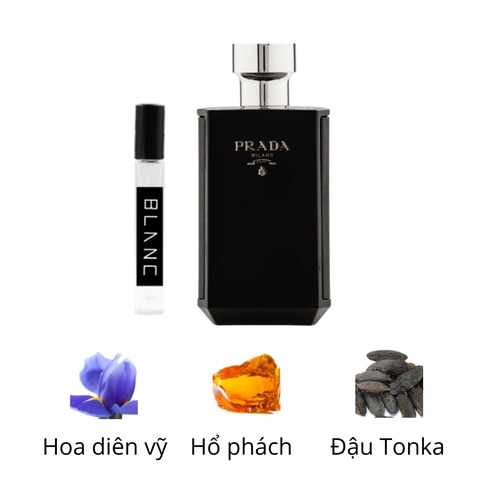 BLANC
PRADA
MILANO
Hoa diên vỹ
Hổ phách
Đậu Tonka